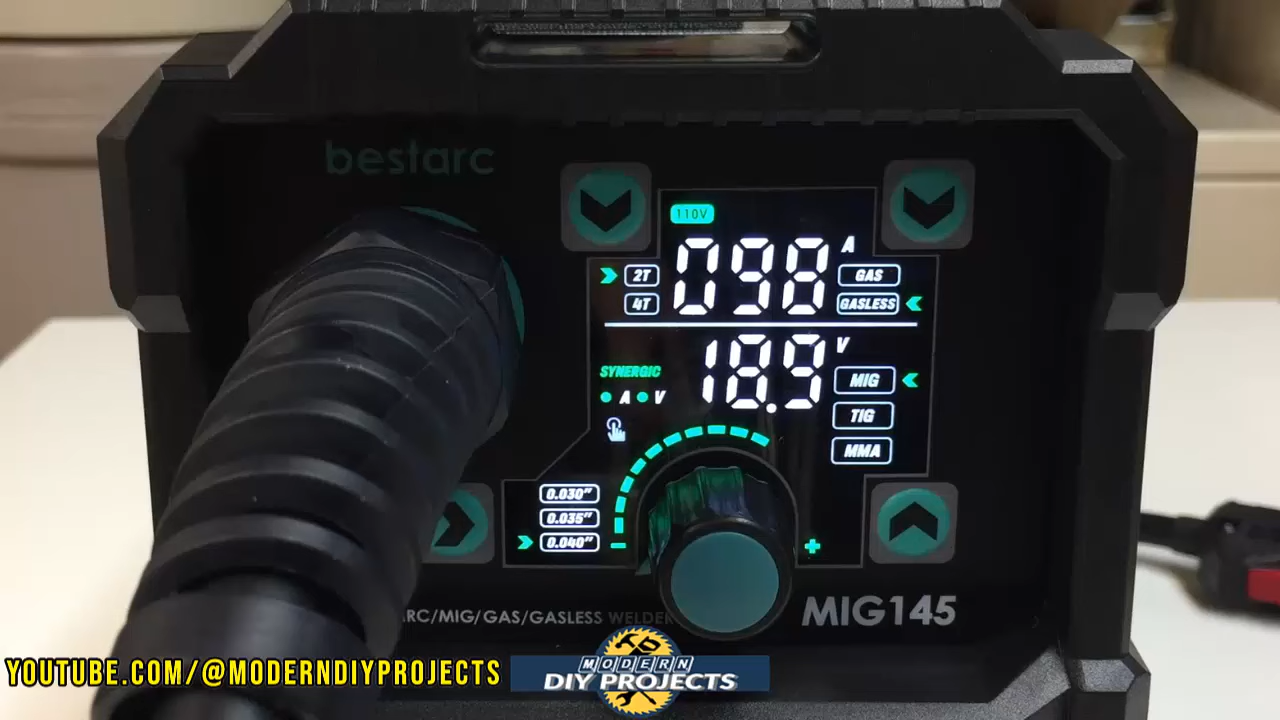 bestarc
110V
098 A
2T
4T
GAS
GASLESS
18.9 V
SYNERGIC
A V
MIG
TIG
MMA
0.030"
0.035"
0.040"
- +
ARC/MIG/GAS/GASLESS WELDER
MIG145
YOUTUBE.COM/@MODERNDIYPROJECTS
MODERN
DIY PROJECTS